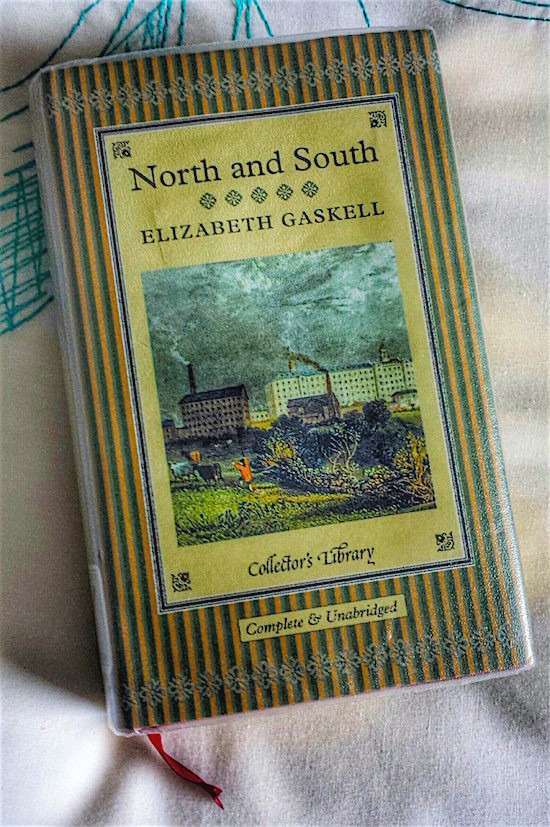 North and South
ELIZABETH GASKELL
Collector's Library
Complete & Unabridged